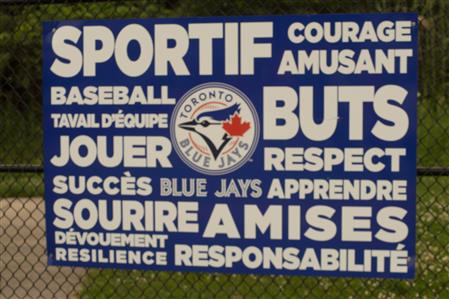 SPORTIF
COURAGE
AMUSANT
BASEBALL
TAVAIL D'ÉQUIPE
JOUER
TORONTO
BLUE JAYS
BUTS
RESPECT
SUCCÈS BLUE JAYS APPRENDRE
SOURIRE AMISES
DÉVOUEMENT
RESILIENCE RESPONSABILITÉ